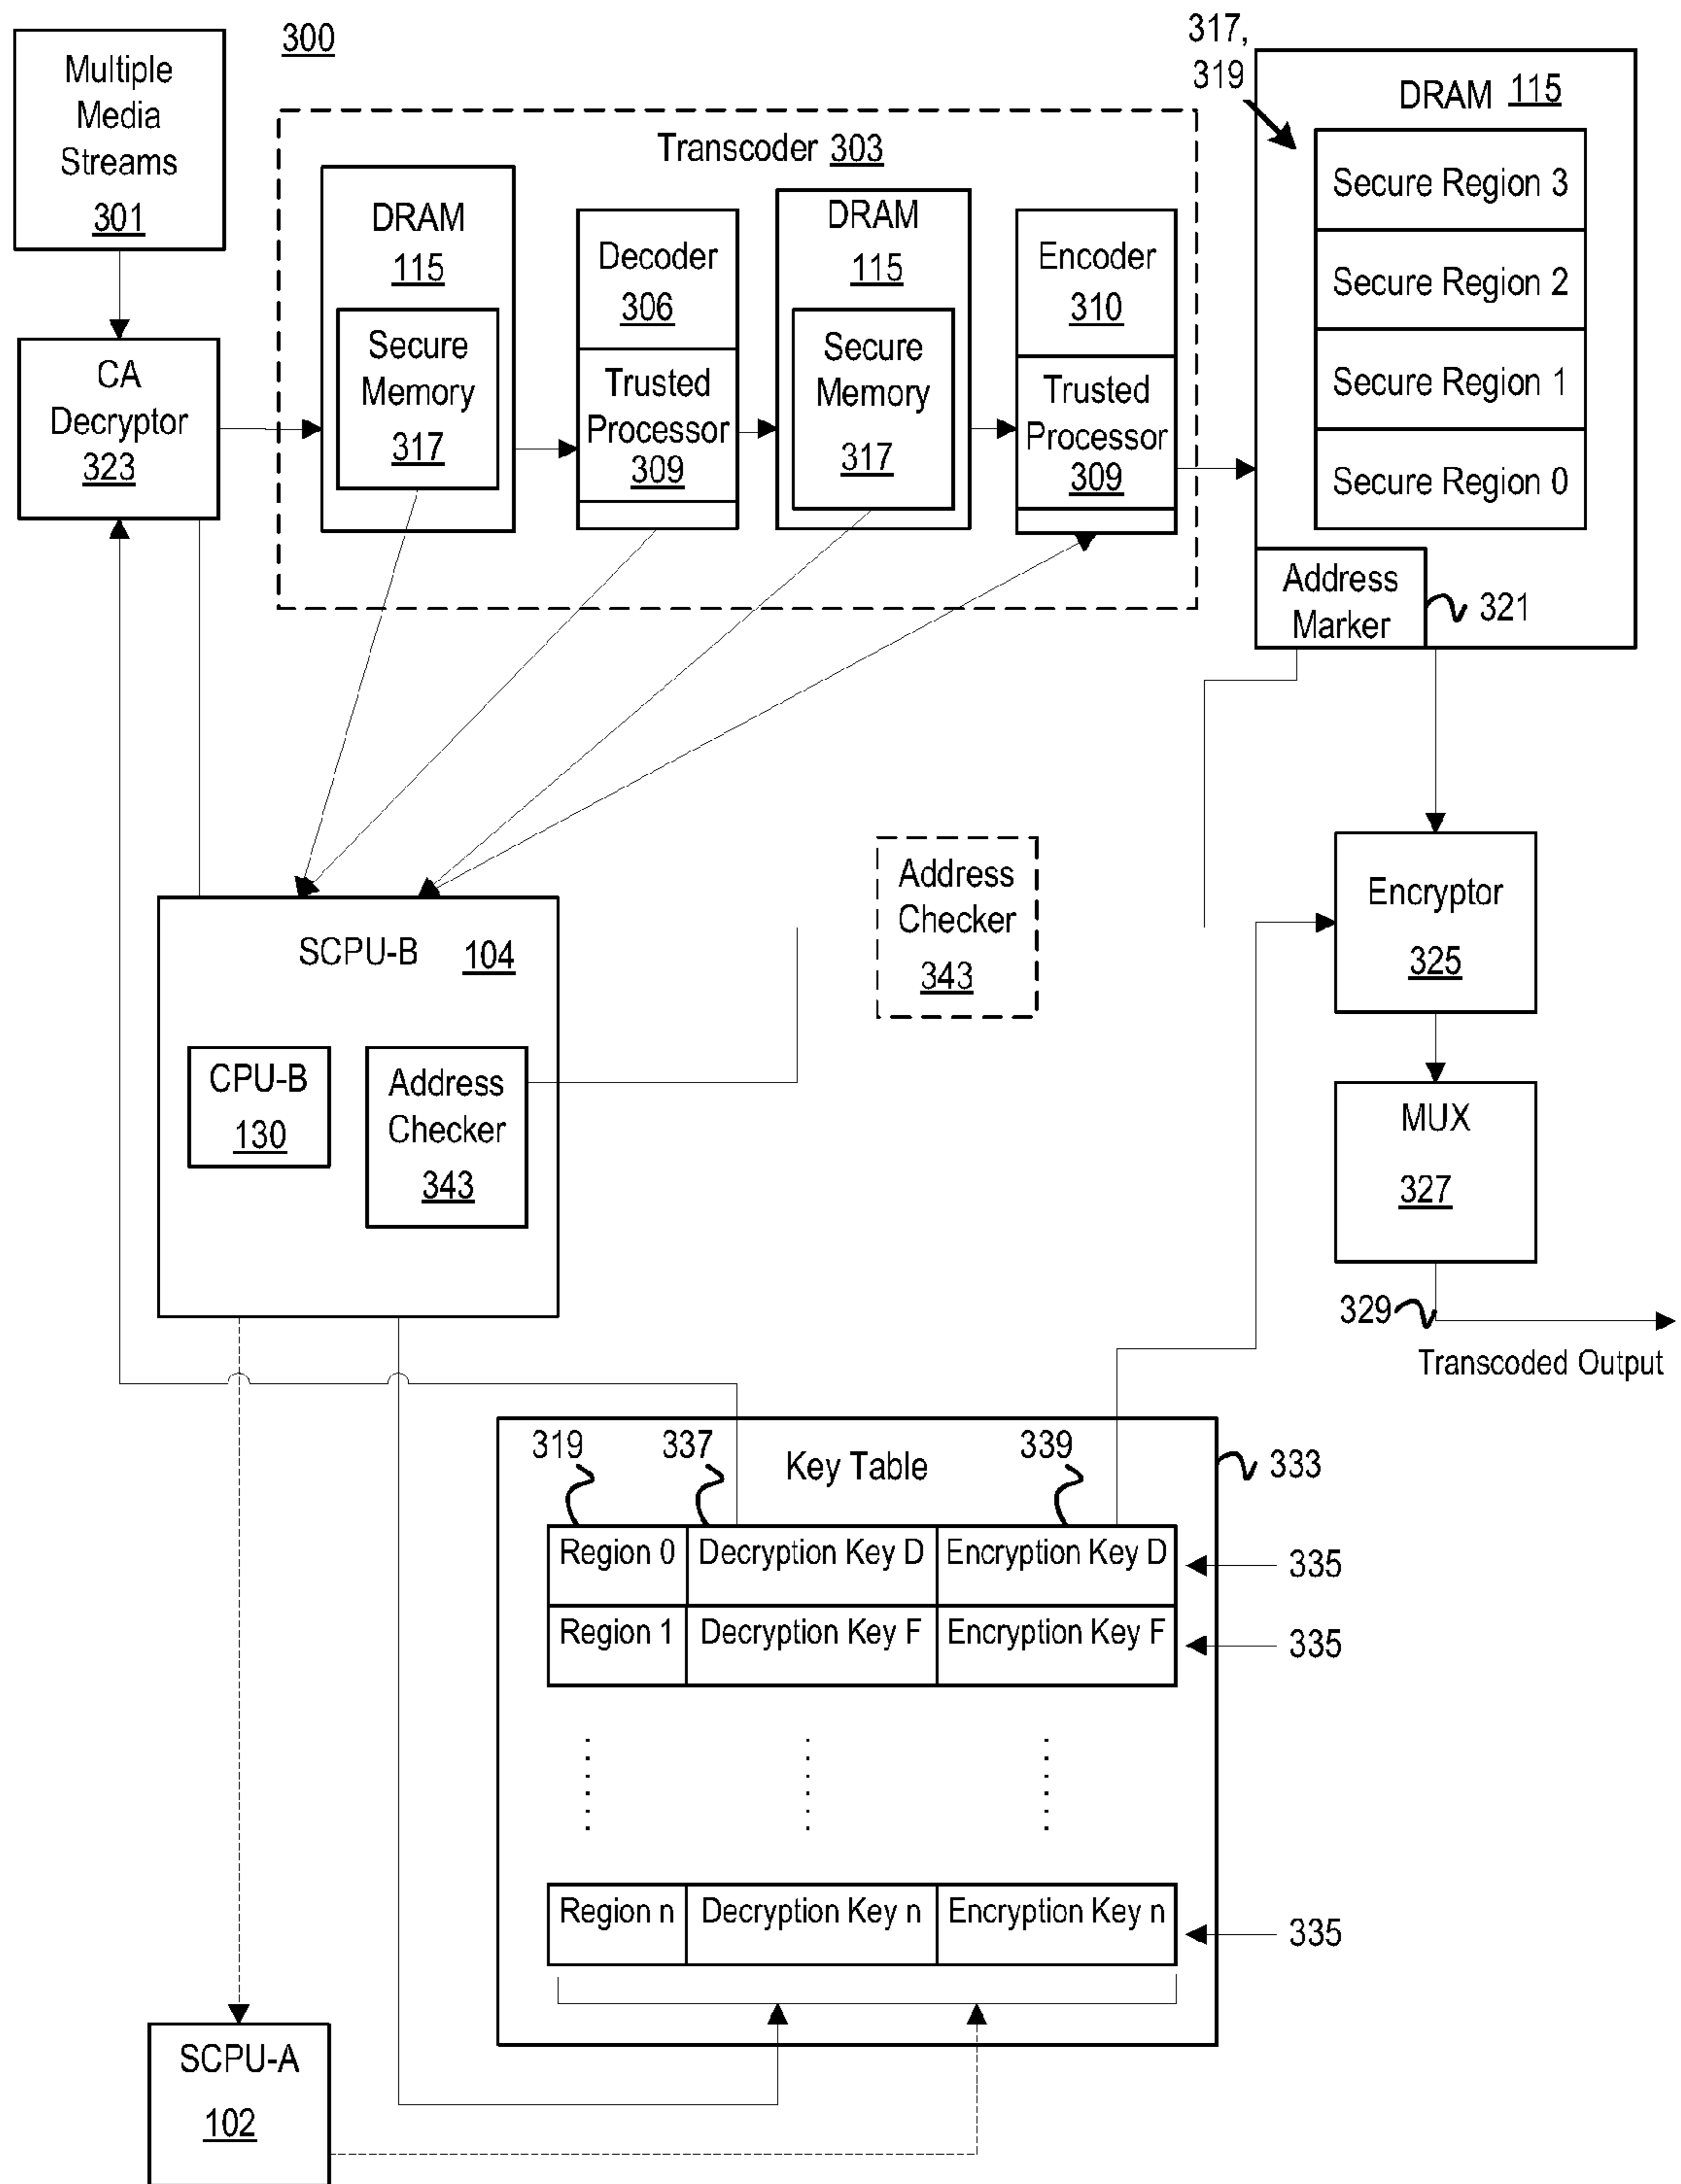 300
Multiple
Media
Streams
301
317,
319
DRAM 115
Secure Region 3
Secure Region 2
Secure Region 1
Secure Region 0
Address
Marker
321
Transcoder 303
DRAM
115
Secure
Memory
317
Decoder
306
Trusted
Processor
309
DRAM
115
Secure
Memory
317
Encoder
310
Trusted
Processor
309
CA
Decryptor
323
SCPU-B 104
CPU-B
130
Address
Checker
343
Address
Checker
343
Encryptor
325
MUX
327
329
Transcoded Output
319
337
Key Table
339
333
Region 0 Decryption Key D Encryption Key D
335
Region 1 Decryption Key F Encryption Key F
335
Region n Decryption Key n Encryption Key n
335
SCPU-A
102